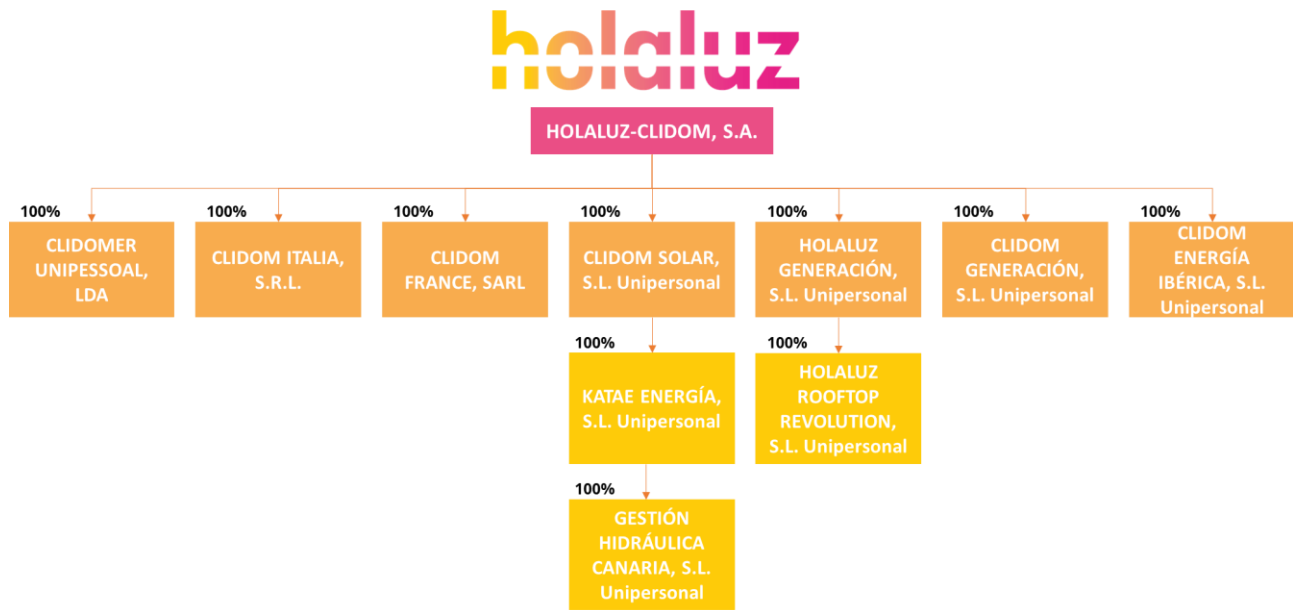 holaluz
HOLALUZ-CLIDOM, S.A.
100%
100%
100%
100%
100%
100%
100%
CLIDOMER
UNIPESSOAL,
LDA
CLIDOM ITALIA,
S.R.L.
CLIDOM
FRANCE, SARL
CLIDOM SOLAR,
S.L. Unipersonal
HOLALUZ
GENERACIÓN,
S.L. Unipersonal
CLIDOM
GENERACIÓN,
S.L. Unipersonal
CLIDOM
ENERGÍA
IBÉRICA, S.L.
Unipersonal
100%
100%
KATAE ENERGÍA,
S.L. Unipersonal
HOLALUZ
ROOFTOP
REVOLUTION,
S.L. Unipersonal
100%
GESTIÓN
HIDRÁULICA
CANARIA, S.L.
Unipersonal